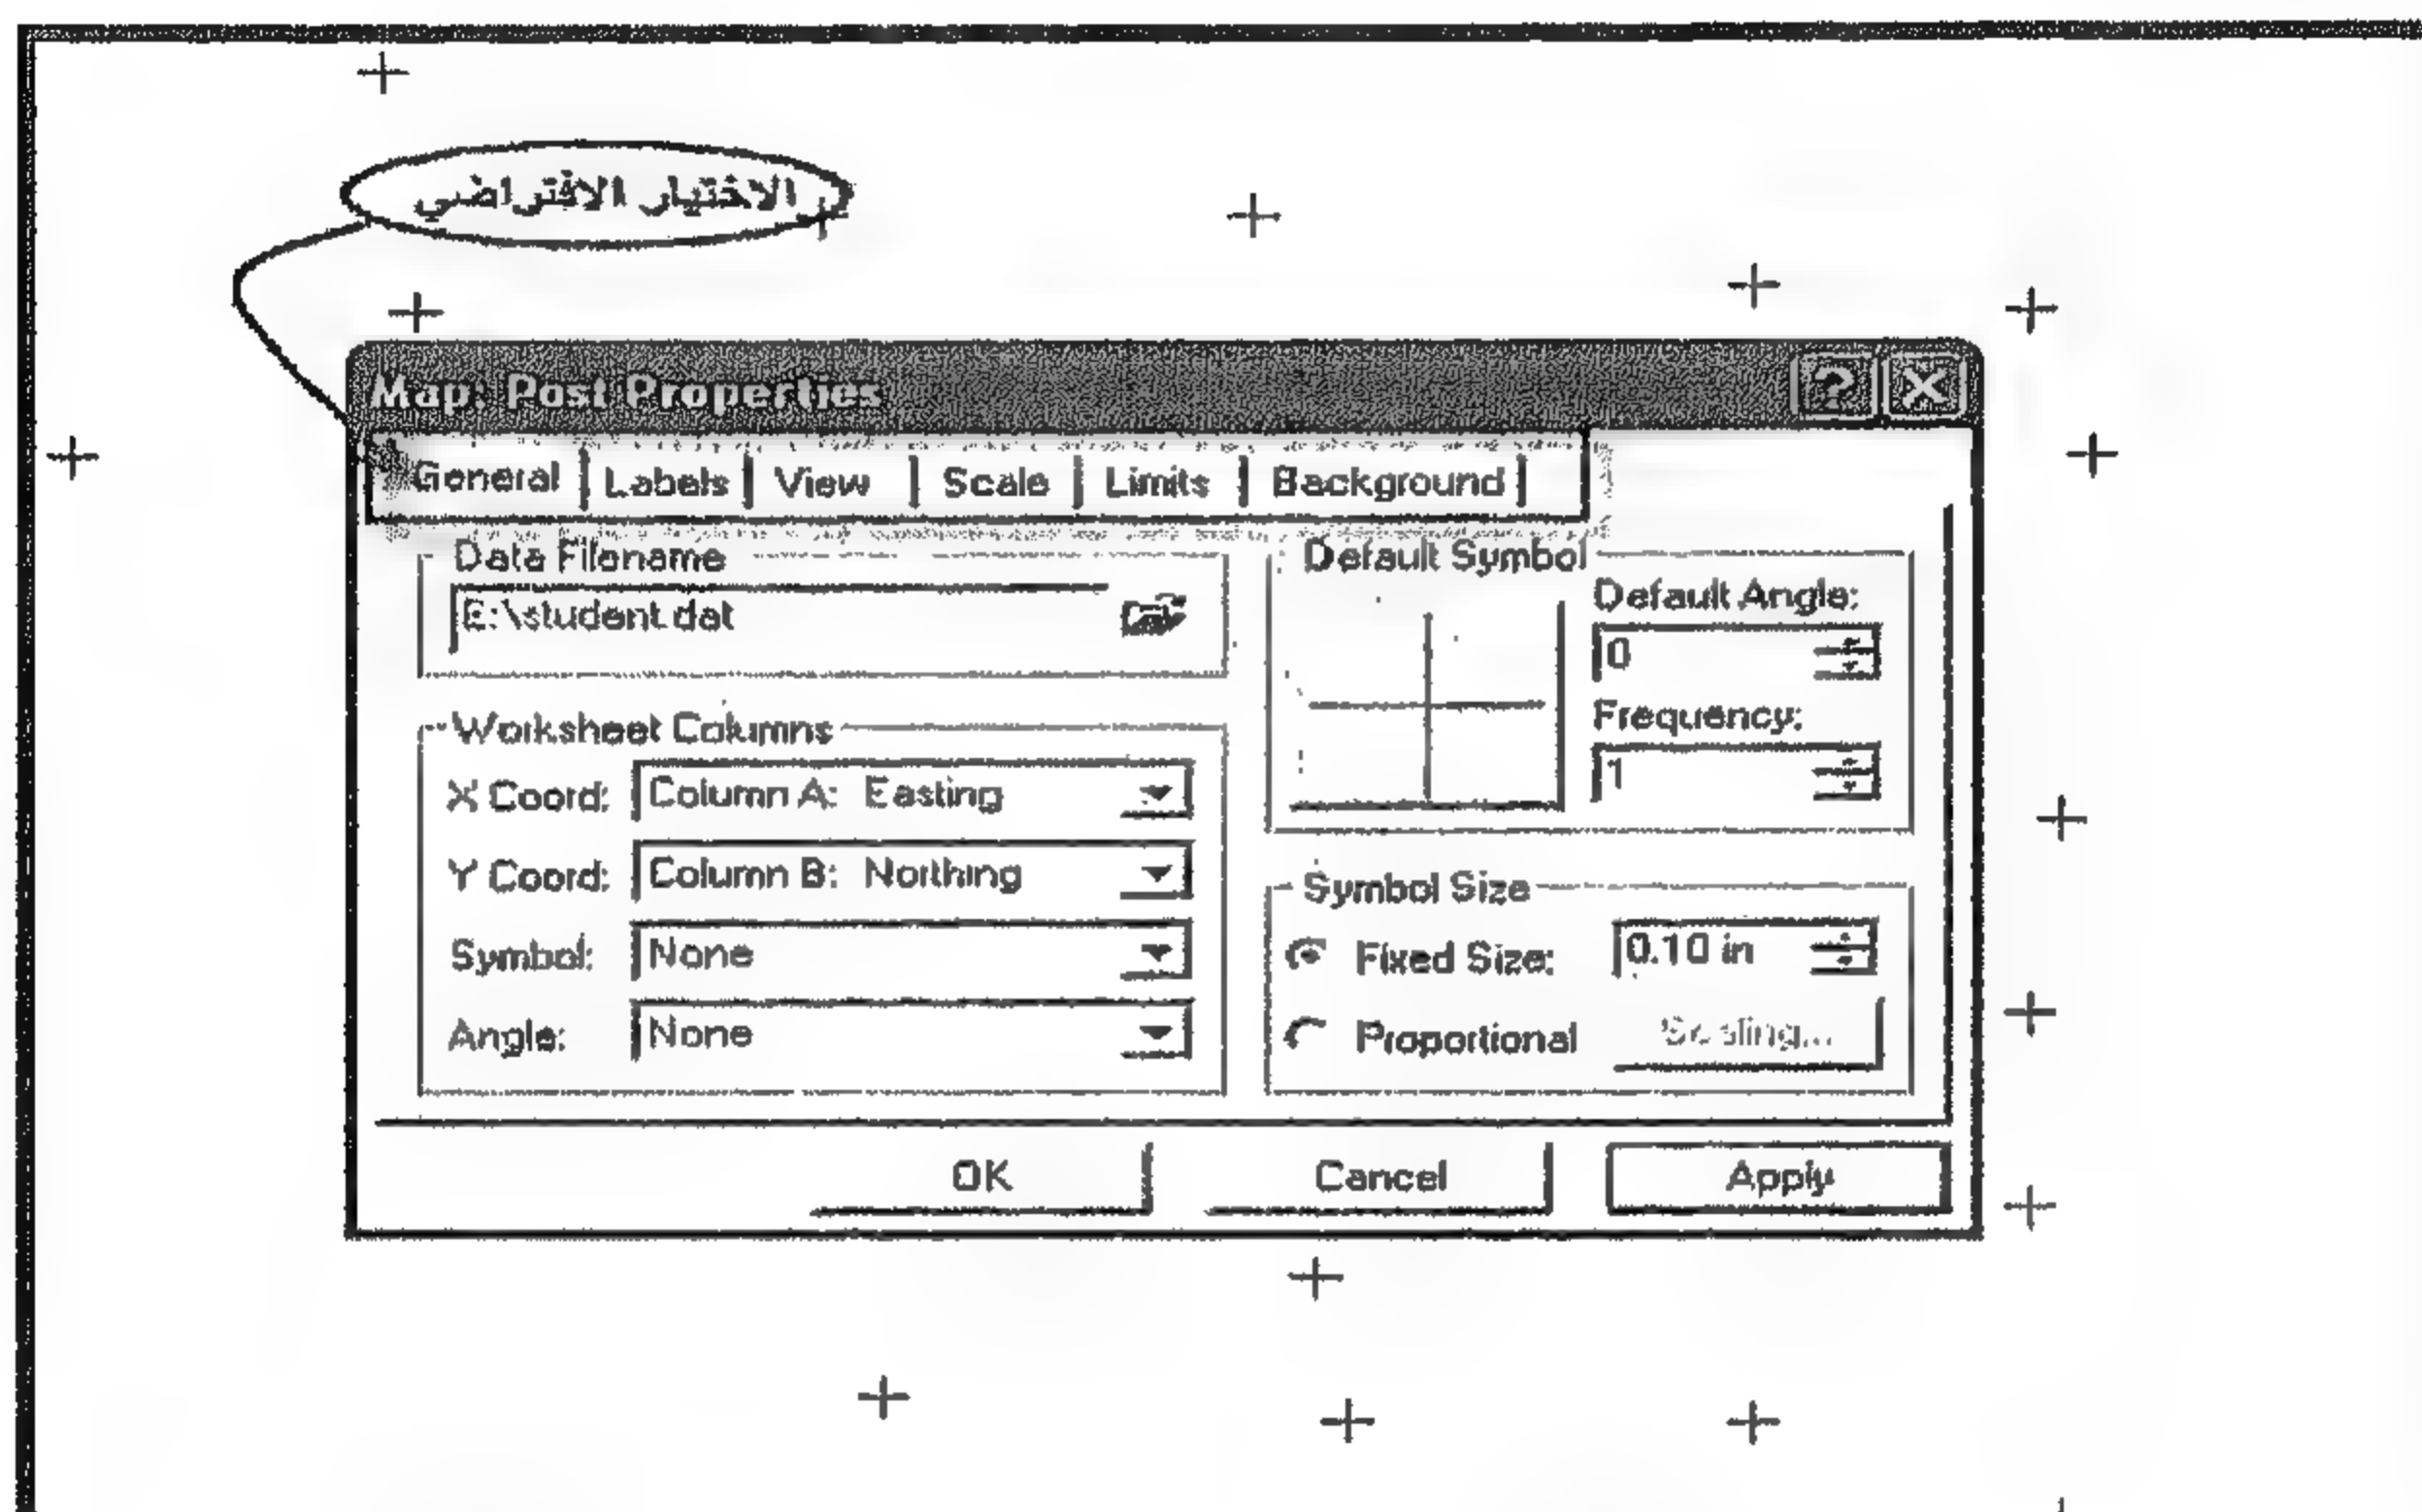 الاختيار الافتراضي
Map: Post Properties
General Labels View Scale Limits Background
Data Filename
E:\student.dat
Worksheet Columns
X Coord: Column A: Easting
Y Coord: Column B: Northing
Symbol: None
Angle: None
Default Symbol
Default Angle:
0
Frequency:
1
Symbol Size
Fixed Size: 0.10 in
Proportional Scaling...
OK Cancel Apply